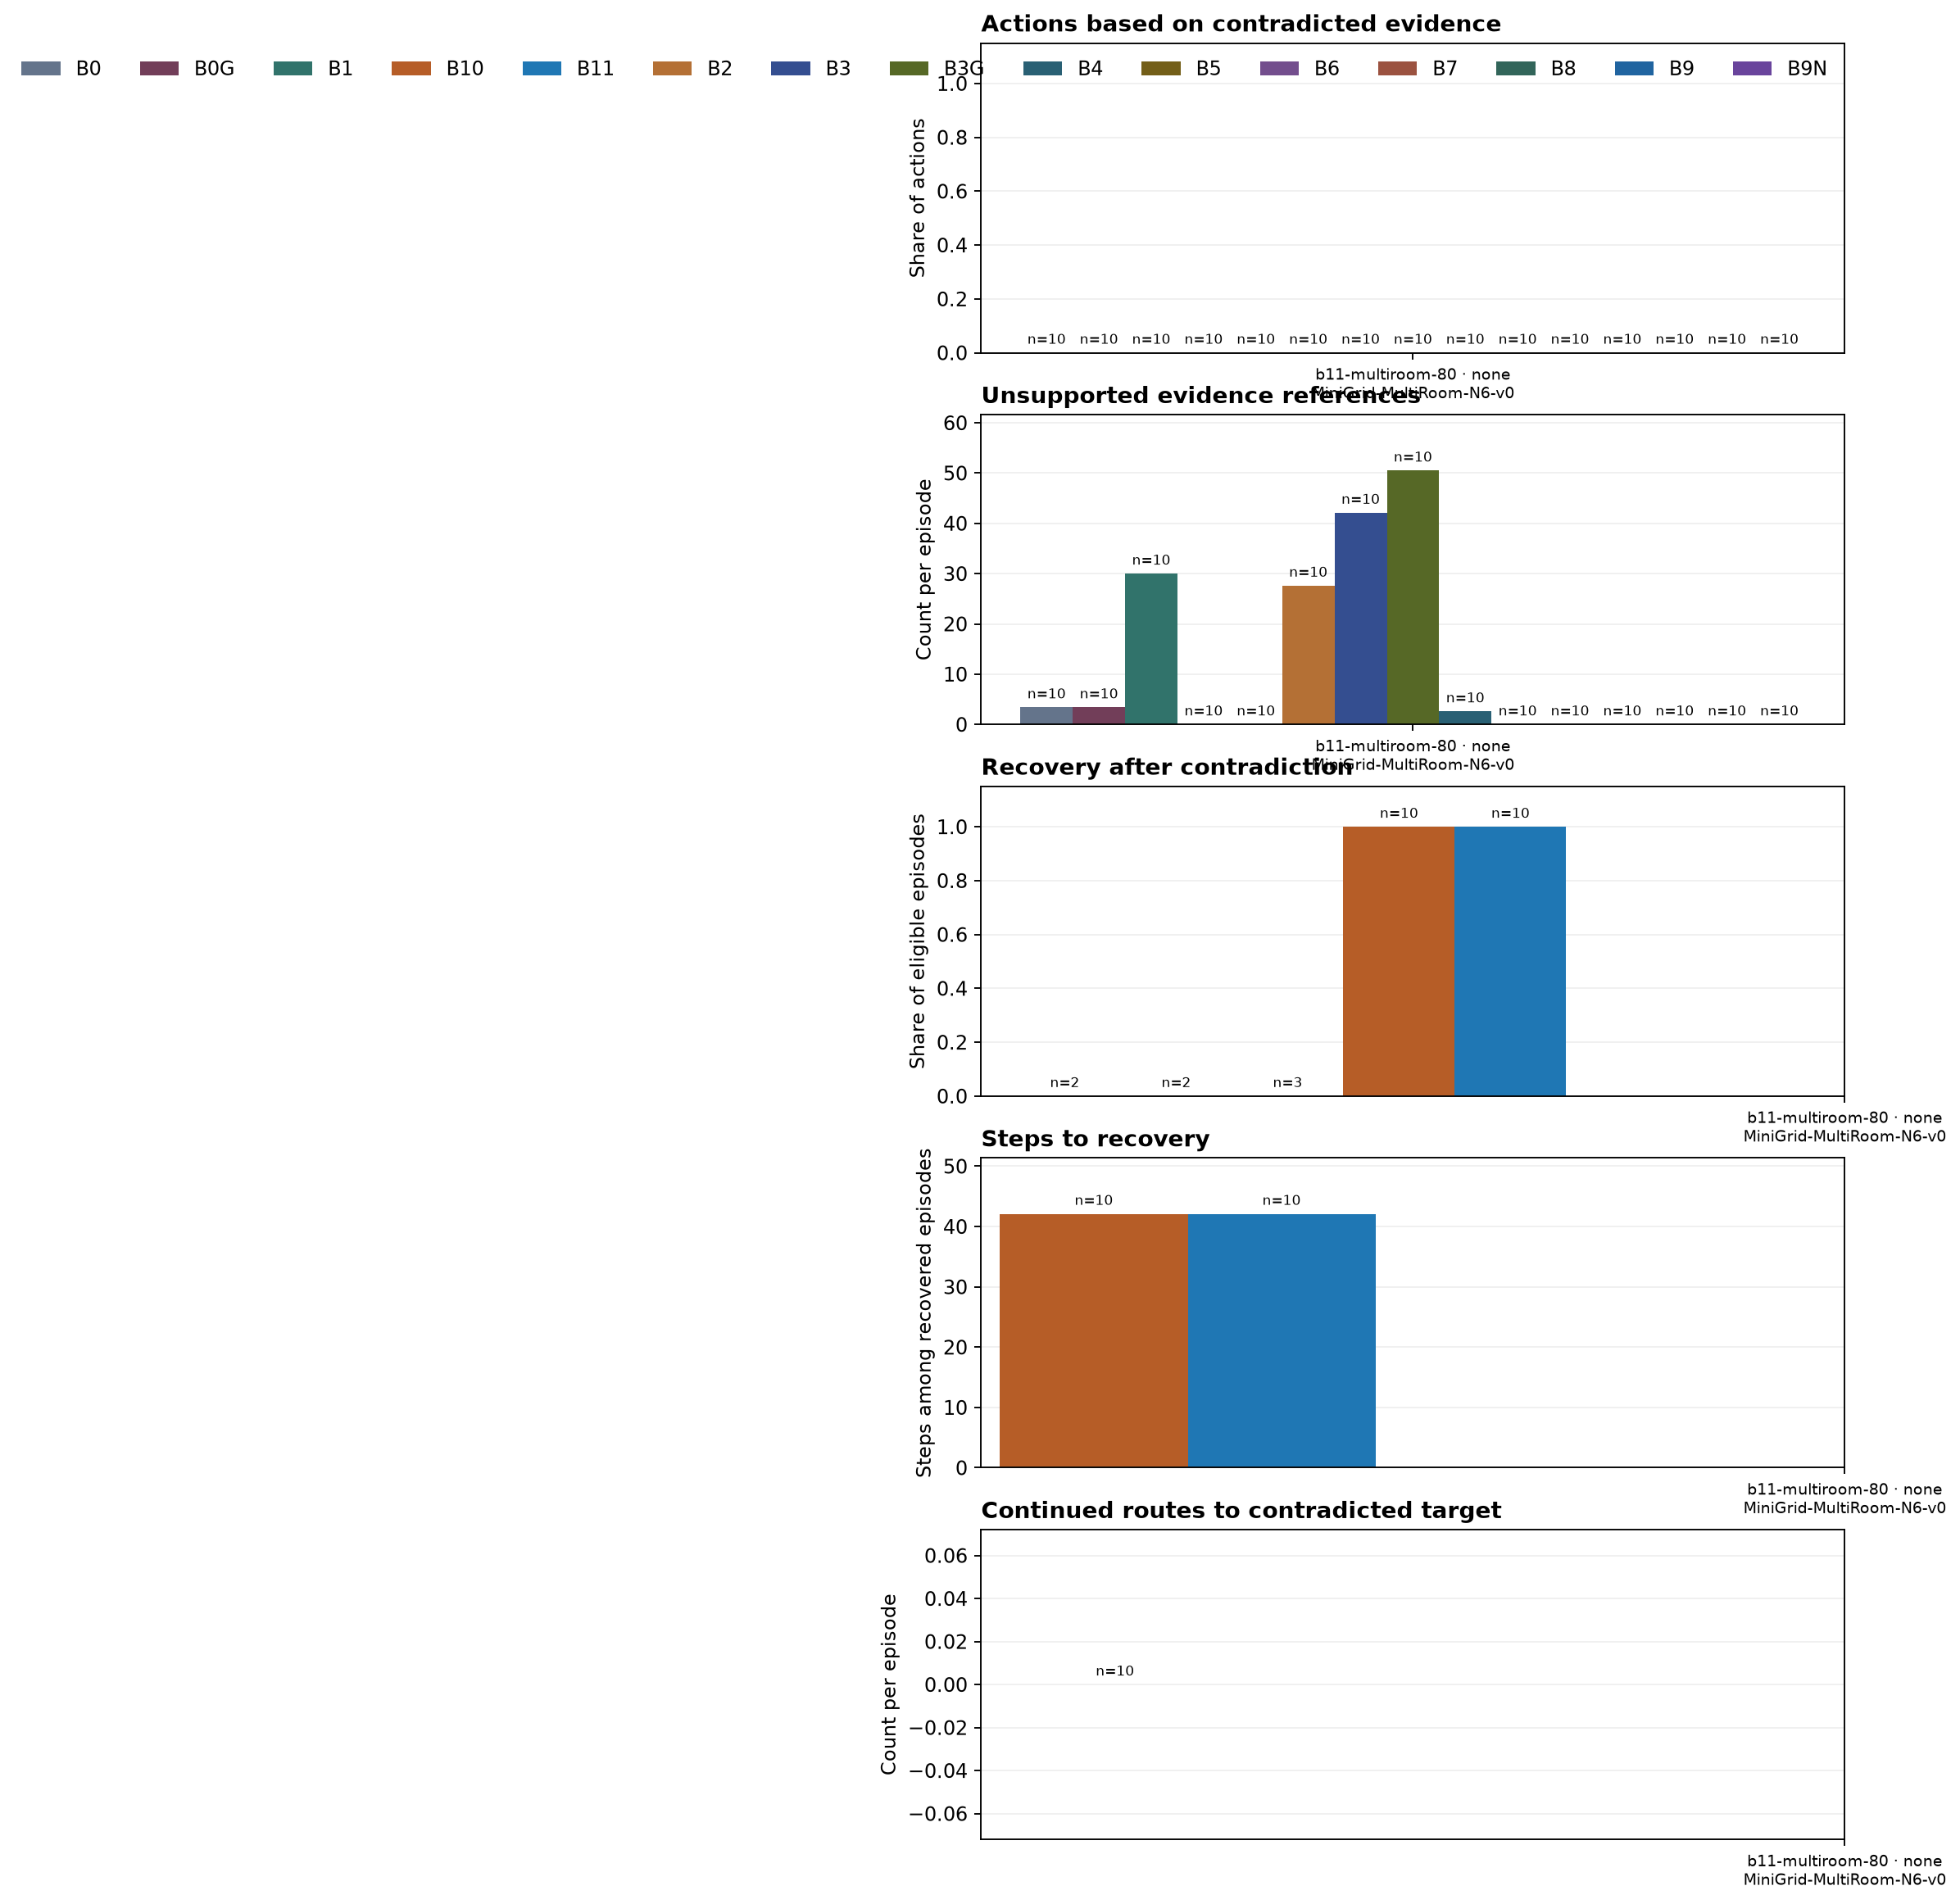 Actions based on contradicted evidence
B0 B0G B1 B10 B11 B2 B3 B3G B4 B5 B6 B7 B8 B9 B9N
1.0
0.8
0.6
0.4
0.2
0.0
Share of actions
n=10 n=10 n=10 n=10 n=10 n=10 n=10 n=10 n=10 n=10 n=10 n=10 n=10 n=10 n=10
b11-multiroom-80 · none
MiniGrid-MultiRoom-N6-v0
Unsupported evidence references
60
50
40
30
20
10
0
Count per episode
n=10 n=10 n=10 n=10 n=10 n=10 n=10 n=10 n=10 n=10 n=10 n=10 n=10 n=10 n=10
b11-multiroom-80 · none
MiniGrid-MultiRoom-N6-v0
Recovery after contradiction
1.0
0.8
0.6
0.4
0.2
0.0
Share of eligible episodes
n=2 n=2 n=3 n=10 n=10
b11-multiroom-80 · none
MiniGrid-MultiRoom-N6-v0
Steps to recovery
50
40
30
20
10
0
Steps among recovered episodes
n=10 n=10
b11-multiroom-80 · none
MiniGrid-MultiRoom-N6-v0
Continued routes to contradicted target
0.06
0.04
0.02
0.00
−0.02
−0.04
−0.06
Count per episode
n=10
b11-multiroom-80 · none
MiniGrid-MultiRoom-N6-v0